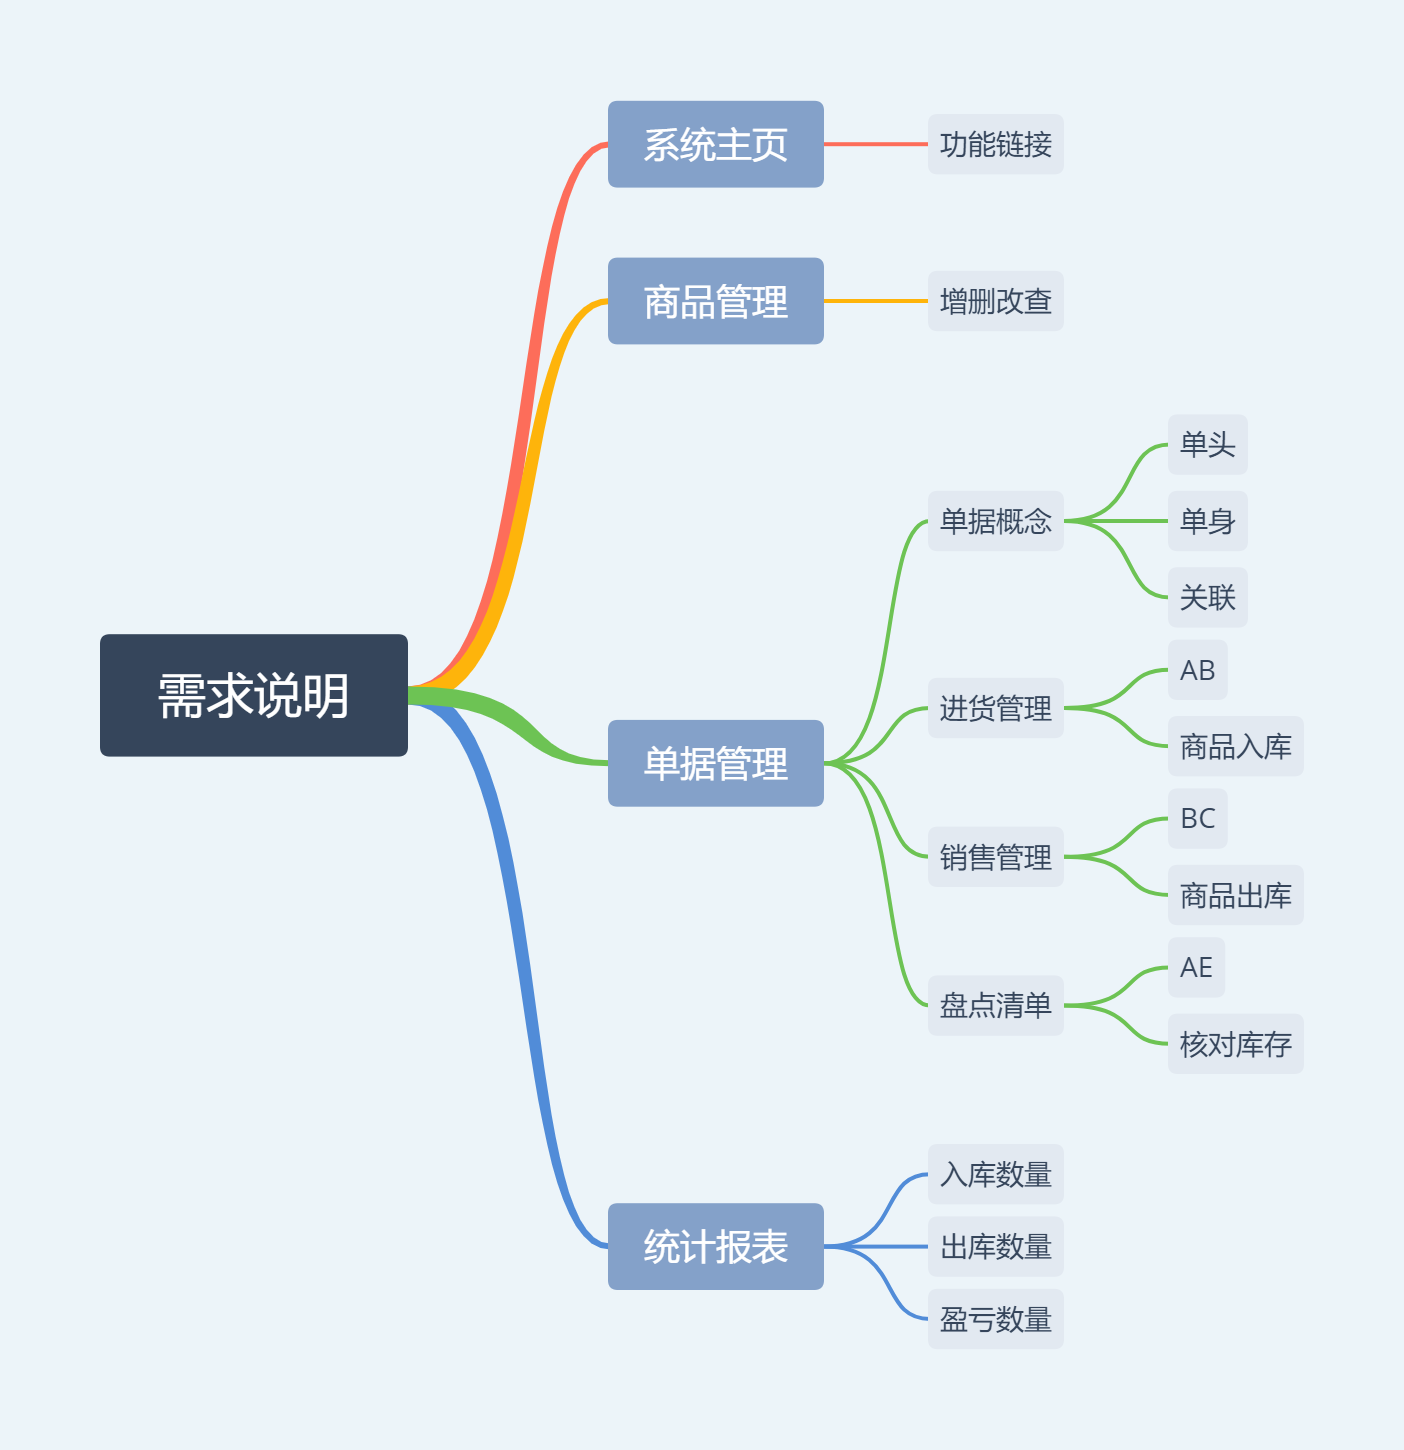 需求说明
系统主页
功能链接
商品管理
增删改查
单据管理
单据概念
单头
单身
关联
进货管理
AB
商品入库
销售管理
BC
商品出库
盘点清单
AE
核对库存
统计报表
入库数量
出库数量
盈亏数量